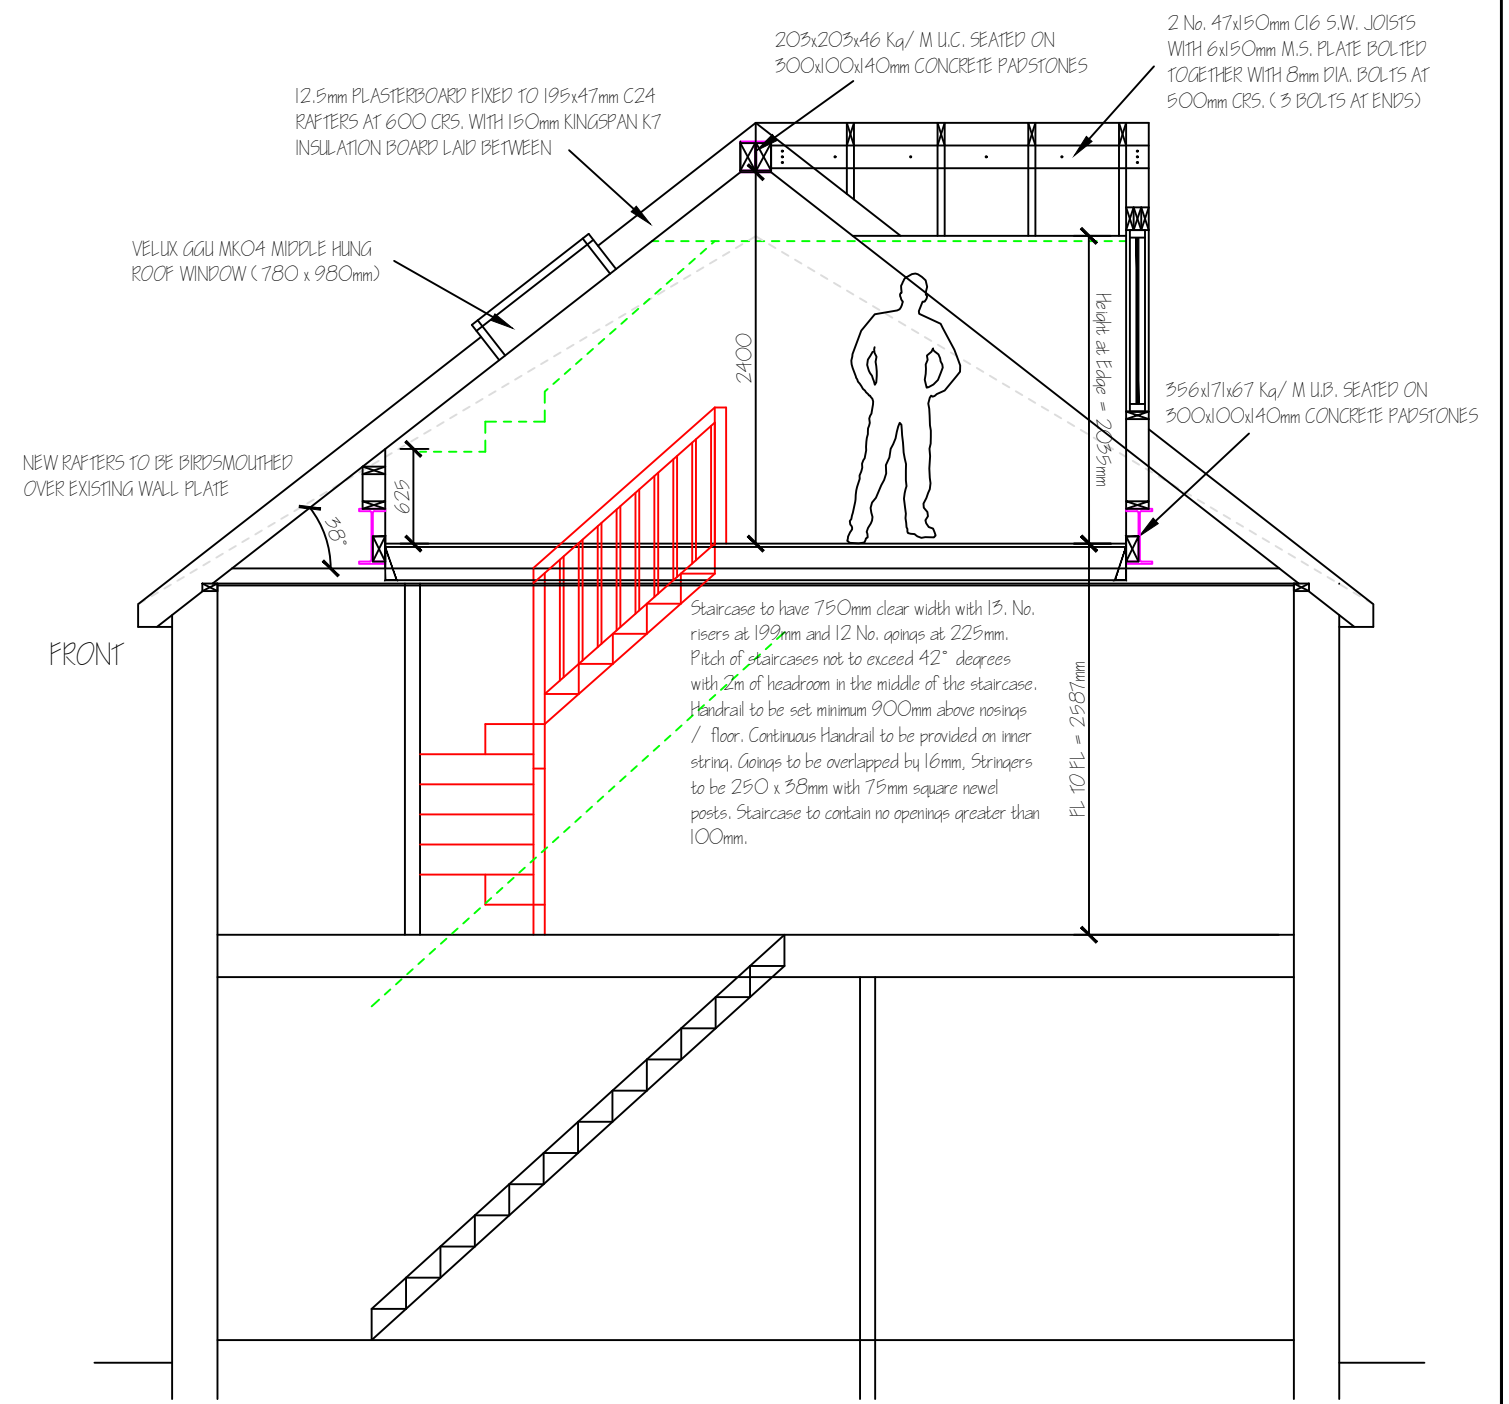 2 No. 47x150mm C16 S.W. JOISTS
WITH 6x150mm M.S. PLATE BOLTED
TOGETHER WITH 8mm DIA. BOLTS AT
500mm CRS. ( 3 BOLTS AT ENDS)
203x203x46 Kg/ M U.C. SEATED ON
300x100x140mm CONCRETE PADSTONES
12.5mm PLASTERBOARD FIXED TO 195x47mm C24
RAFTERS AT 600 CRS. WITH 150mm KINGSPAN K7
INSULATION BOARD LAID BETWEEN
VELUX GGU MK04 MIDDLE HUNG
ROOF WINDOW ( 780 x 980mm)
2400
Height at Edge = 2035mm
356x171x67 Kg/ M U.B. SEATED ON
300x100x140mm CONCRETE PADSTONES
NEW RAFTERS TO BE BIRDSMOUTHED
OVER EXISTING WALL PLATE
625
38°
FRONT
Staircase to have 750mm clear width with 13. No.
risers at 199mm and 12 No. goings at 225mm.
Pitch of staircases not to exceed 42° degrees
with 2m of headroom in the middle of the staircase.
Handrail to be set minimum 900mm above nosings
/ floor. Continuous Handrail to be provided on inner
string. Goings to be overlapped by 16mm, Stringers
to be 250 x 38mm with 75mm square newel
posts. Staircase to contain no openings greater than
100mm.
FL TO FL = 2587mm